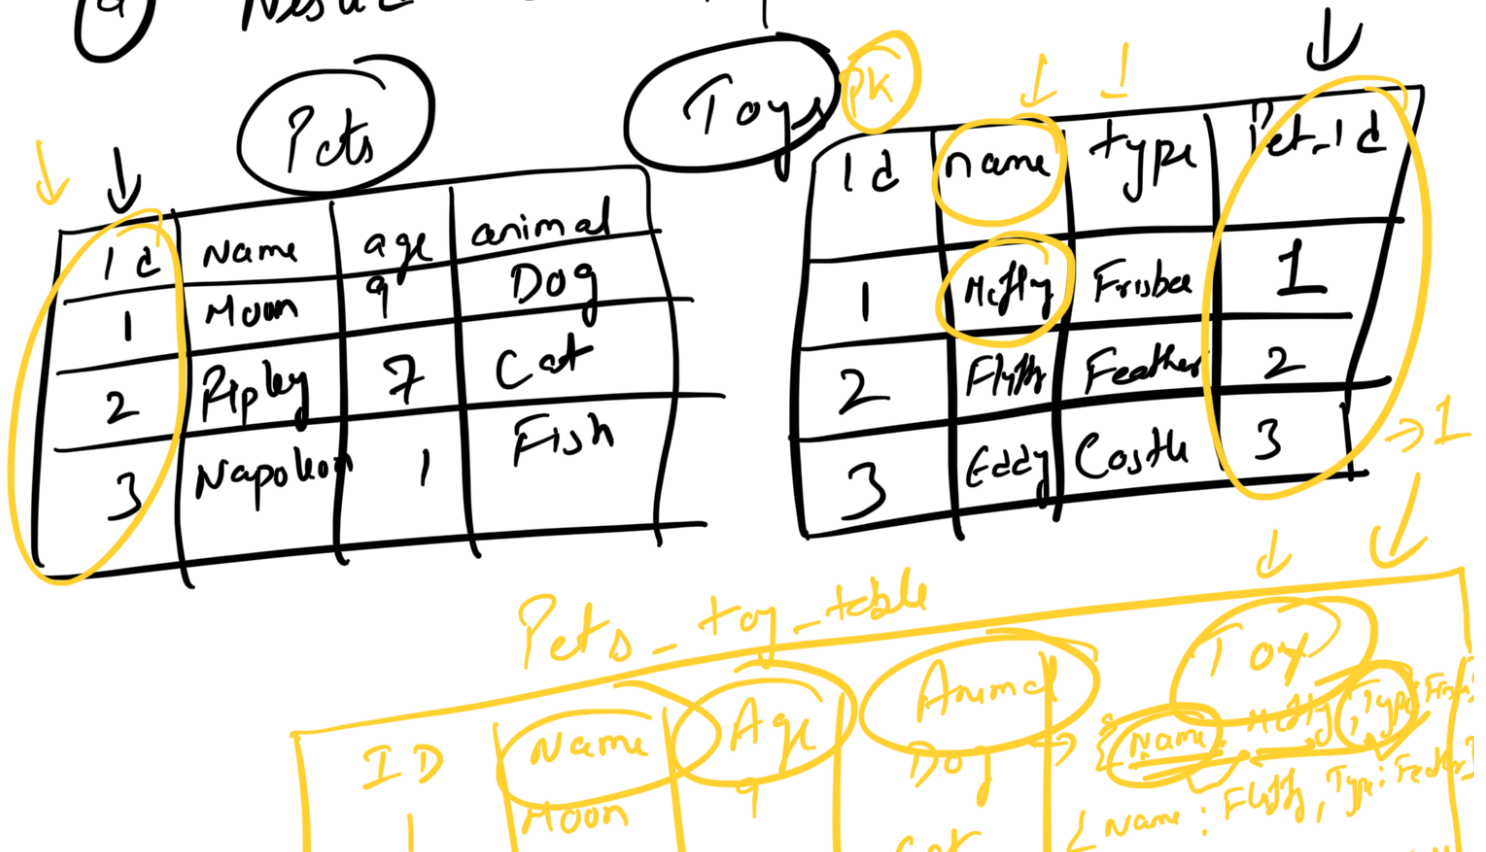 Pets
Toys
PK
Id name type Pet_Id
1 Mcfly Frisbee 1
2 Fluffy Feather 2
3 Eddy Castle 3
→ 1
Id Name age animal
1 Moon 9 Dog
2 Ripley 7 Cat
3 Napoleon 1 Fish
Pets_toy_table
ID Name Age Animal Toy
1 Moon 9 Dog → { Name: Mcfly, Type:
Cat { Name: Fluffy, Type: Feather }